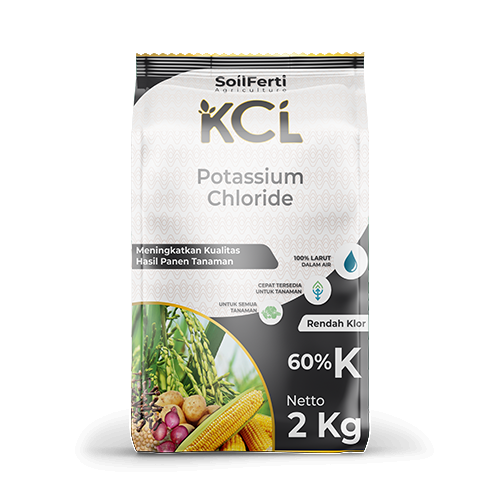 SoilFerti
Agriculture
KCL
Potassium
Chloride
Meningkatkan Kualitas
Hasil Panen Tanaman
100% LARUT
DALAM AIR
CEPAT TERSEDIA
UNTUK TANAMAN
UNTUK SEMUA
TANAMAN
Rendah Klor
60% K
Netto
2 Kg